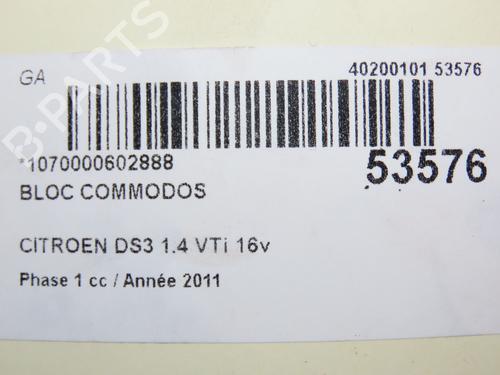 GA
40200101 53576
*1070000602888
53576
BLOC COMMODOS
CITROEN DS3 1.4 VTi 16v
Phase 1 cc / Année 2011
B-PARTS